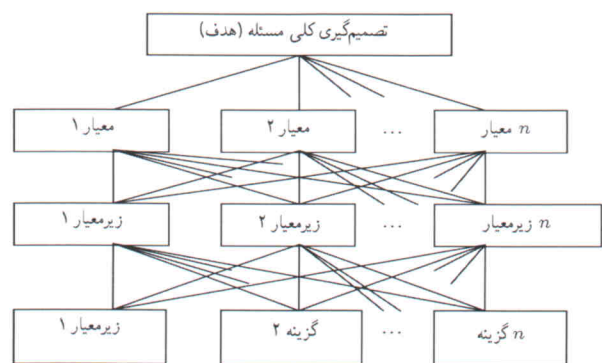 تصمیم‌گیری کلی مسئله (هدف)
معیار ۱
معیار ۲
...
معیار n
زیرمعیار ۱
زیرمعیار ۲
...
زیرمعیار n
زیرمعیار ۱
گزینه ۲
...
گزینه n